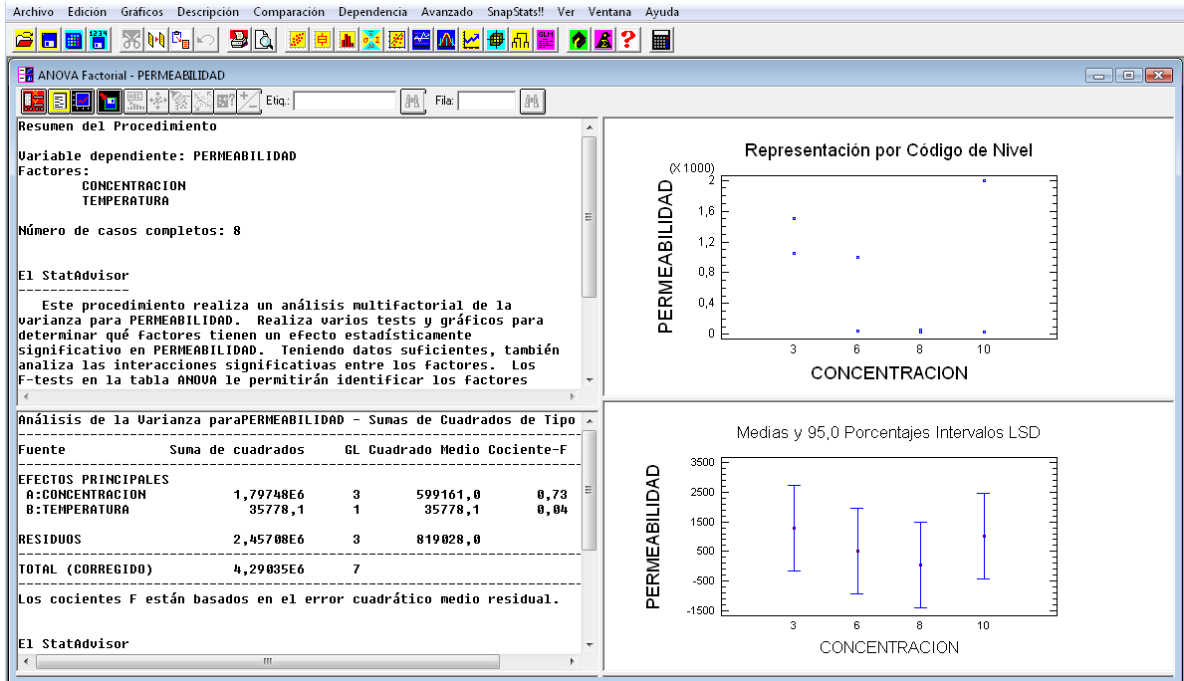 Archivo Edición Gráficos Descripción Comparación Dependencia Avanzado SnapStats!! Ver Ventana Ayuda
ANOVA Factorial - PERMEABILIDAD
Etiq.: Fila:
Resumen del Procedimiento
Variable dependiente: PERMEABILIDAD
Factores:
CONCENTRACION
TEMPERATURA
Número de casos completos: 8
El StatAdvisor
---------------
Este procedimiento realiza un análisis multifactorial de la
varianza para PERMEABILIDAD. Realiza varios tests y gráficos para
determinar qué factores tienen un efecto estadísticamente
significativo en PERMEABILIDAD. Teniendo datos suficientes, también
analiza las interacciones significativas entre los factores. Los
F-tests en la tabla ANOVA le permitirán identificar los factores
Análisis de la Varianza paraPERMEABILIDAD - Sumas de Cuadrados de Tipo
Fuente Suma de cuadrados GL Cuadrado Medio Cociente-F
EFECTOS PRINCIPALES
A:CONCENTRACION 1,79748E6 3 599161,0 0,73
B:TEMPERATURA 35778,1 1 35778,1 0,04
RESIDUOS 2,45708E6 3 819028,0
TOTAL (CORREGIDO) 4,29035E6 7
Los cocientes F están basados en el error cuadrático medio residual.
El StatAdvisor
Representación por Código de Nivel
(X 1000)
2
1,6
1,2
0,8
0,4
0
PERMEABILIDAD
3 6 8 10
CONCENTRACION
Medias y 95,0 Porcentajes Intervalos LSD
3500
2500
1500
500
-500
-1500
PERMEABILIDAD
3 6 8 10
CONCENTRACION